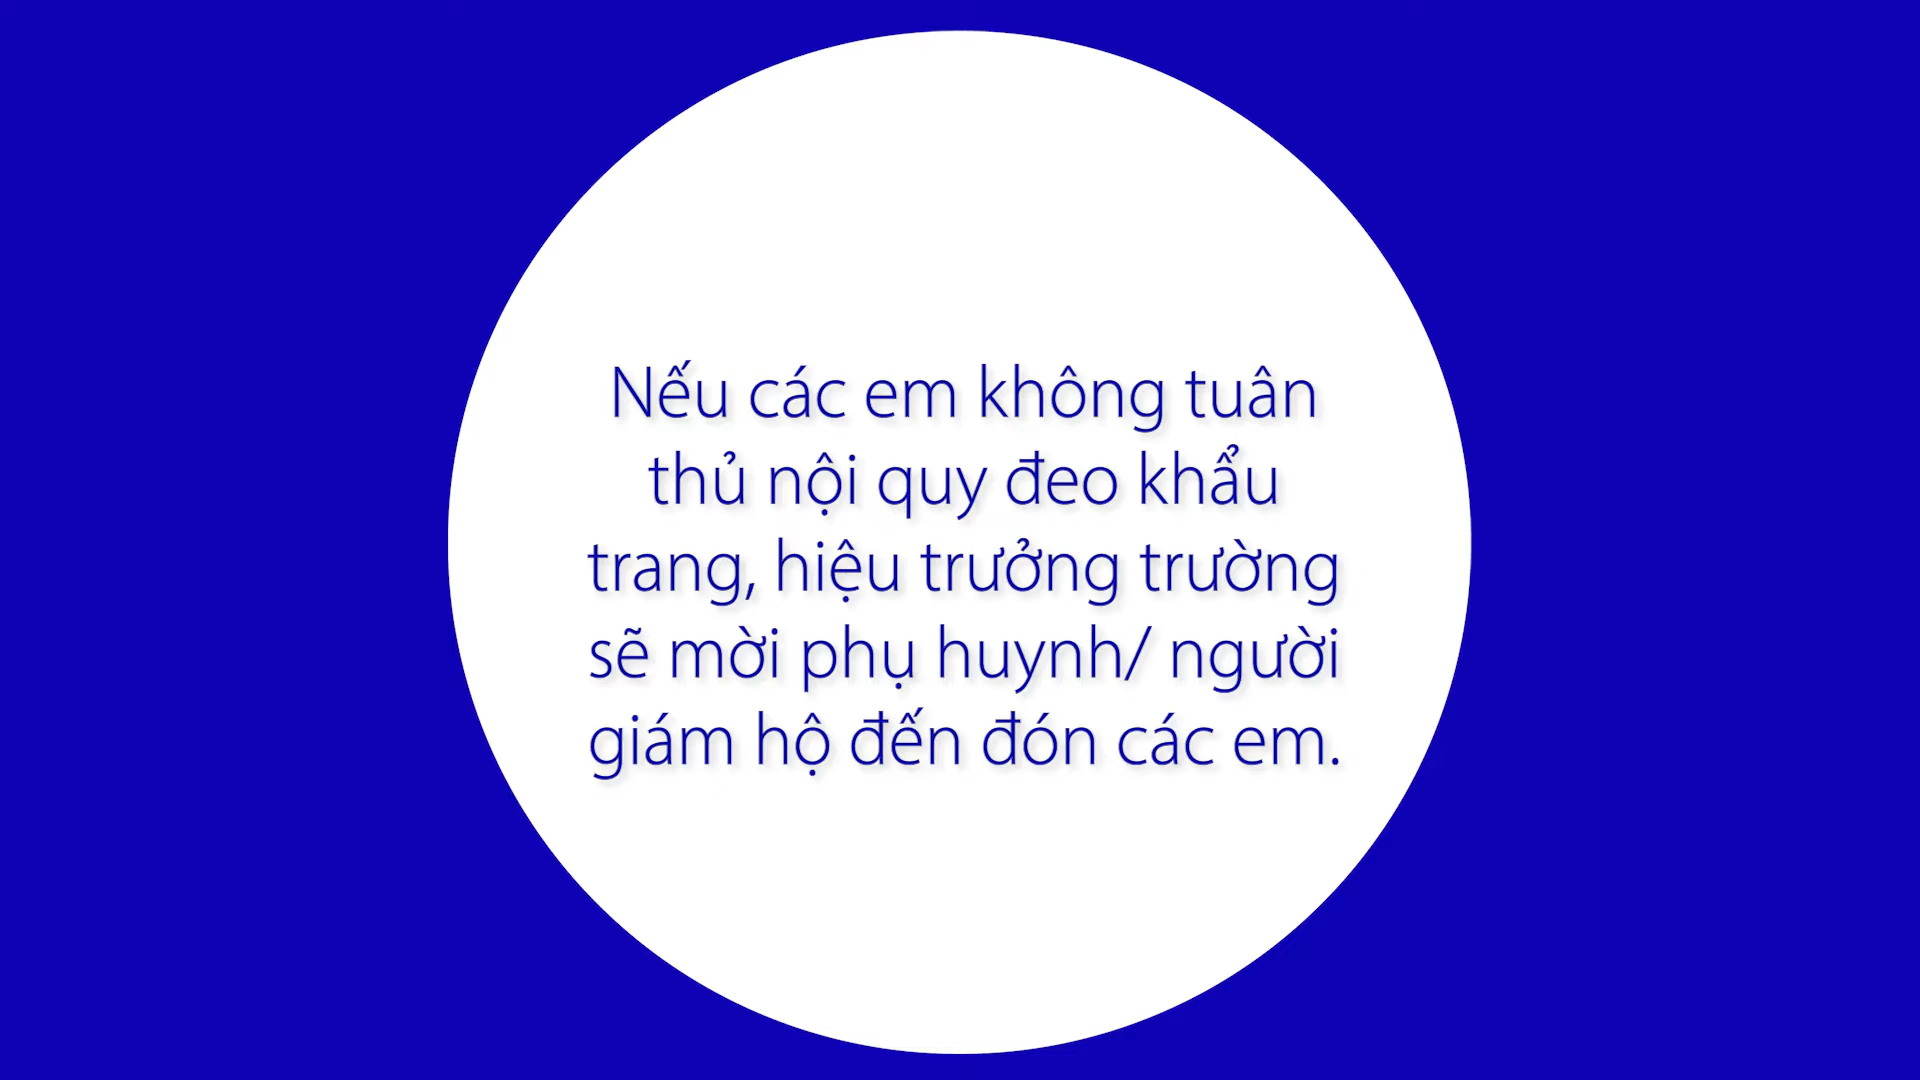 Nếu các em không tuân
thủ nội quy đeo khẩu
trang, hiệu trưởng trường
sẽ mời phụ huynh/ người
giám hộ đến đón các em.